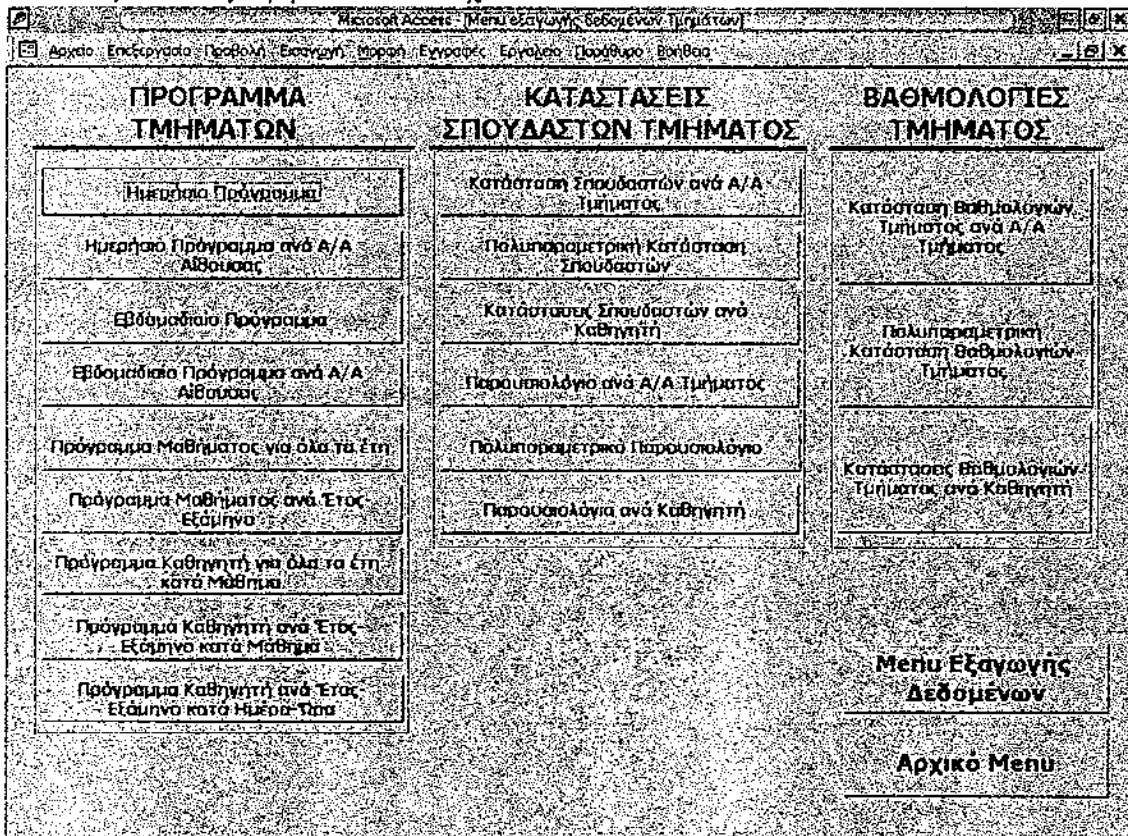 Microsoft Access - [Menu εξαγωγής δεδομένων Τμημάτων]
Αρχείο Επεξεργασία Προβολή Εισαγωγή Μορφή Εγγραφές Εργαλεία Παράθυρο Βοήθεια
ΠΡΟΓΡΑΜΜΑ
ΤΜΗΜΑΤΩΝ
Ημερήσιο Πρόγραμμα
Ημερήσιο Πρόγραμμα ανά Α/Α
Αίθουσας
Εβδομαδιαίο Πρόγραμμα
Εβδομαδιαίο Πρόγραμμα ανά Α/Α
Αίθουσας
Πρόγραμμα Μαθήματος για όλα τα έτη
Πρόγραμμα Μαθήματος ανά Έτος-
Εξάμηνο
Πρόγραμμα Καθηγητή για όλα τα έτη
κατά Μάθημα
Πρόγραμμα Καθηγητή ανά Έτος-
Εξάμηνο κατά Μάθημα
Πρόγραμμα Καθηγητή ανά Έτος-
Εξάμηνο κατά Ημέρα-Ώρα
ΚΑΤΑΣΤΑΣΕΙΣ
ΣΠΟΥΔΑΣΤΩΝ ΤΜΗΜΑΤΟΣ
Κατάσταση Σπουδαστών ανά Α/Α
Τμήματος
Πολυπαραμετρική Κατάσταση
Σπουδαστών
Κατάστασεις Σπουδαστών ανά
Καθηγητή
Παρουσιολόγιο ανά Α/Α Τμήματος
Πολυπαραμετρικό Παρουσιολόγιο
Παρουσιολόγια ανά Καθηγητή
ΒΑΘΜΟΛΟΓΙΕΣ
ΤΜΗΜΑΤΟΣ
Κατάσταση Βαθμολογιών
Τμήματος ανά Α/Α
Τμήματος
Πολυπαραμετρική
Κατάσταση Βαθμολογιών
Τμήματος
Κατάστασεις Βαθμολογιών
Τμήματος ανά Καθηγητή
Menu Εξαγωγής
Δεδομένων
Αρχικό Menu